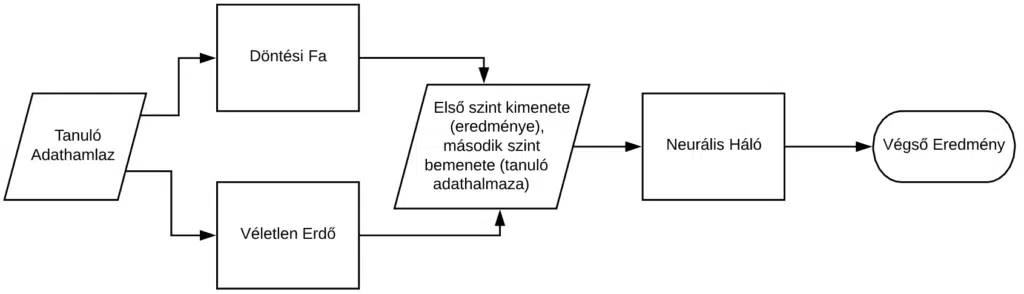 Döntési Fa
Tanuló
Adathamlaz
Első szint kimenete
(eredménye),
második szint
bemenete (tanuló
adathalmaza)
Neurális Háló
Végső Eredmény
Véletlen Erdő